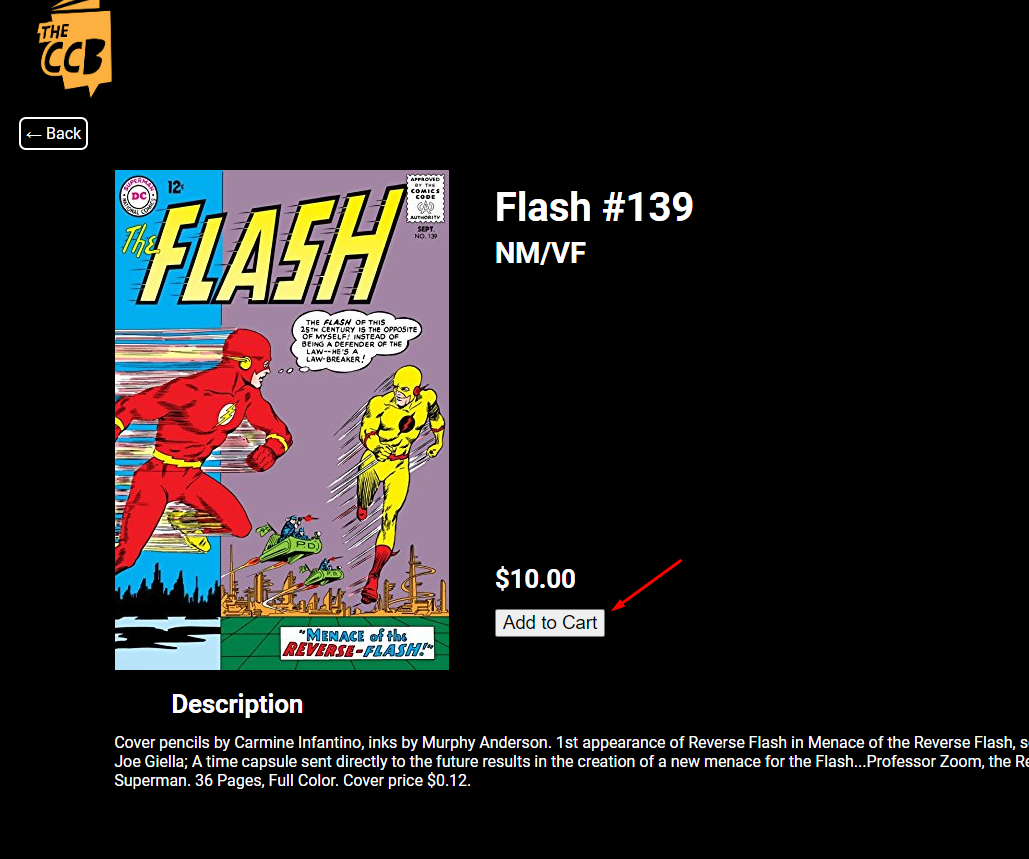 THE
CCB
← Back
SUPERMAN
DC
NATIONAL COMICS
12¢
APPROVED
BY THE
COMICS
CODE
AUTHORITY
SEPT.
NO. 139
The FLASH
THE FLASH OF THIS
25TH CENTURY IS THE OPPOSITE
OF MYSELF! INSTEAD OF
BEING A DEFENDER OF THE
LAW--HE'S A
LAW-BREAKER!
PD
PD
"MENACE of the
REVERSE-FLASH!"
Flash #139
NM/VF
$10.00
Add to Cart
Description
Cover pencils by Carmine Infantino, inks by Murphy Anderson. 1st appearance of Reverse Flash in Menace of the Reverse Flash, s
Joe Giella; A time capsule sent directly to the future results in the creation of a new menace for the Flash...Professor Zoom, the Re
Superman. 36 Pages, Full Color. Cover price $0.12.